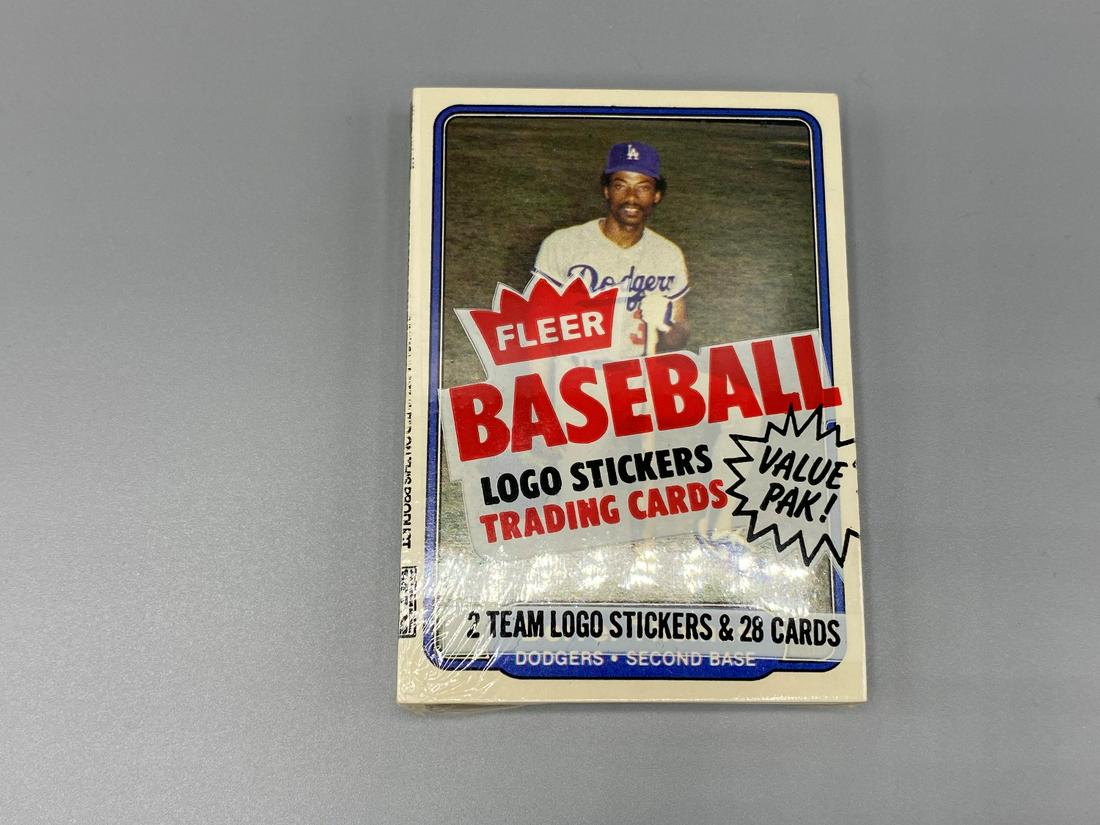 LA
Dodgers
3
FLEER
BASEBALL
LOGO STICKERS
TRADING CARDS
VALUE
PAK!
2 TEAM LOGO STICKERS & 28 CARDS
DODGERS • SECOND BASE